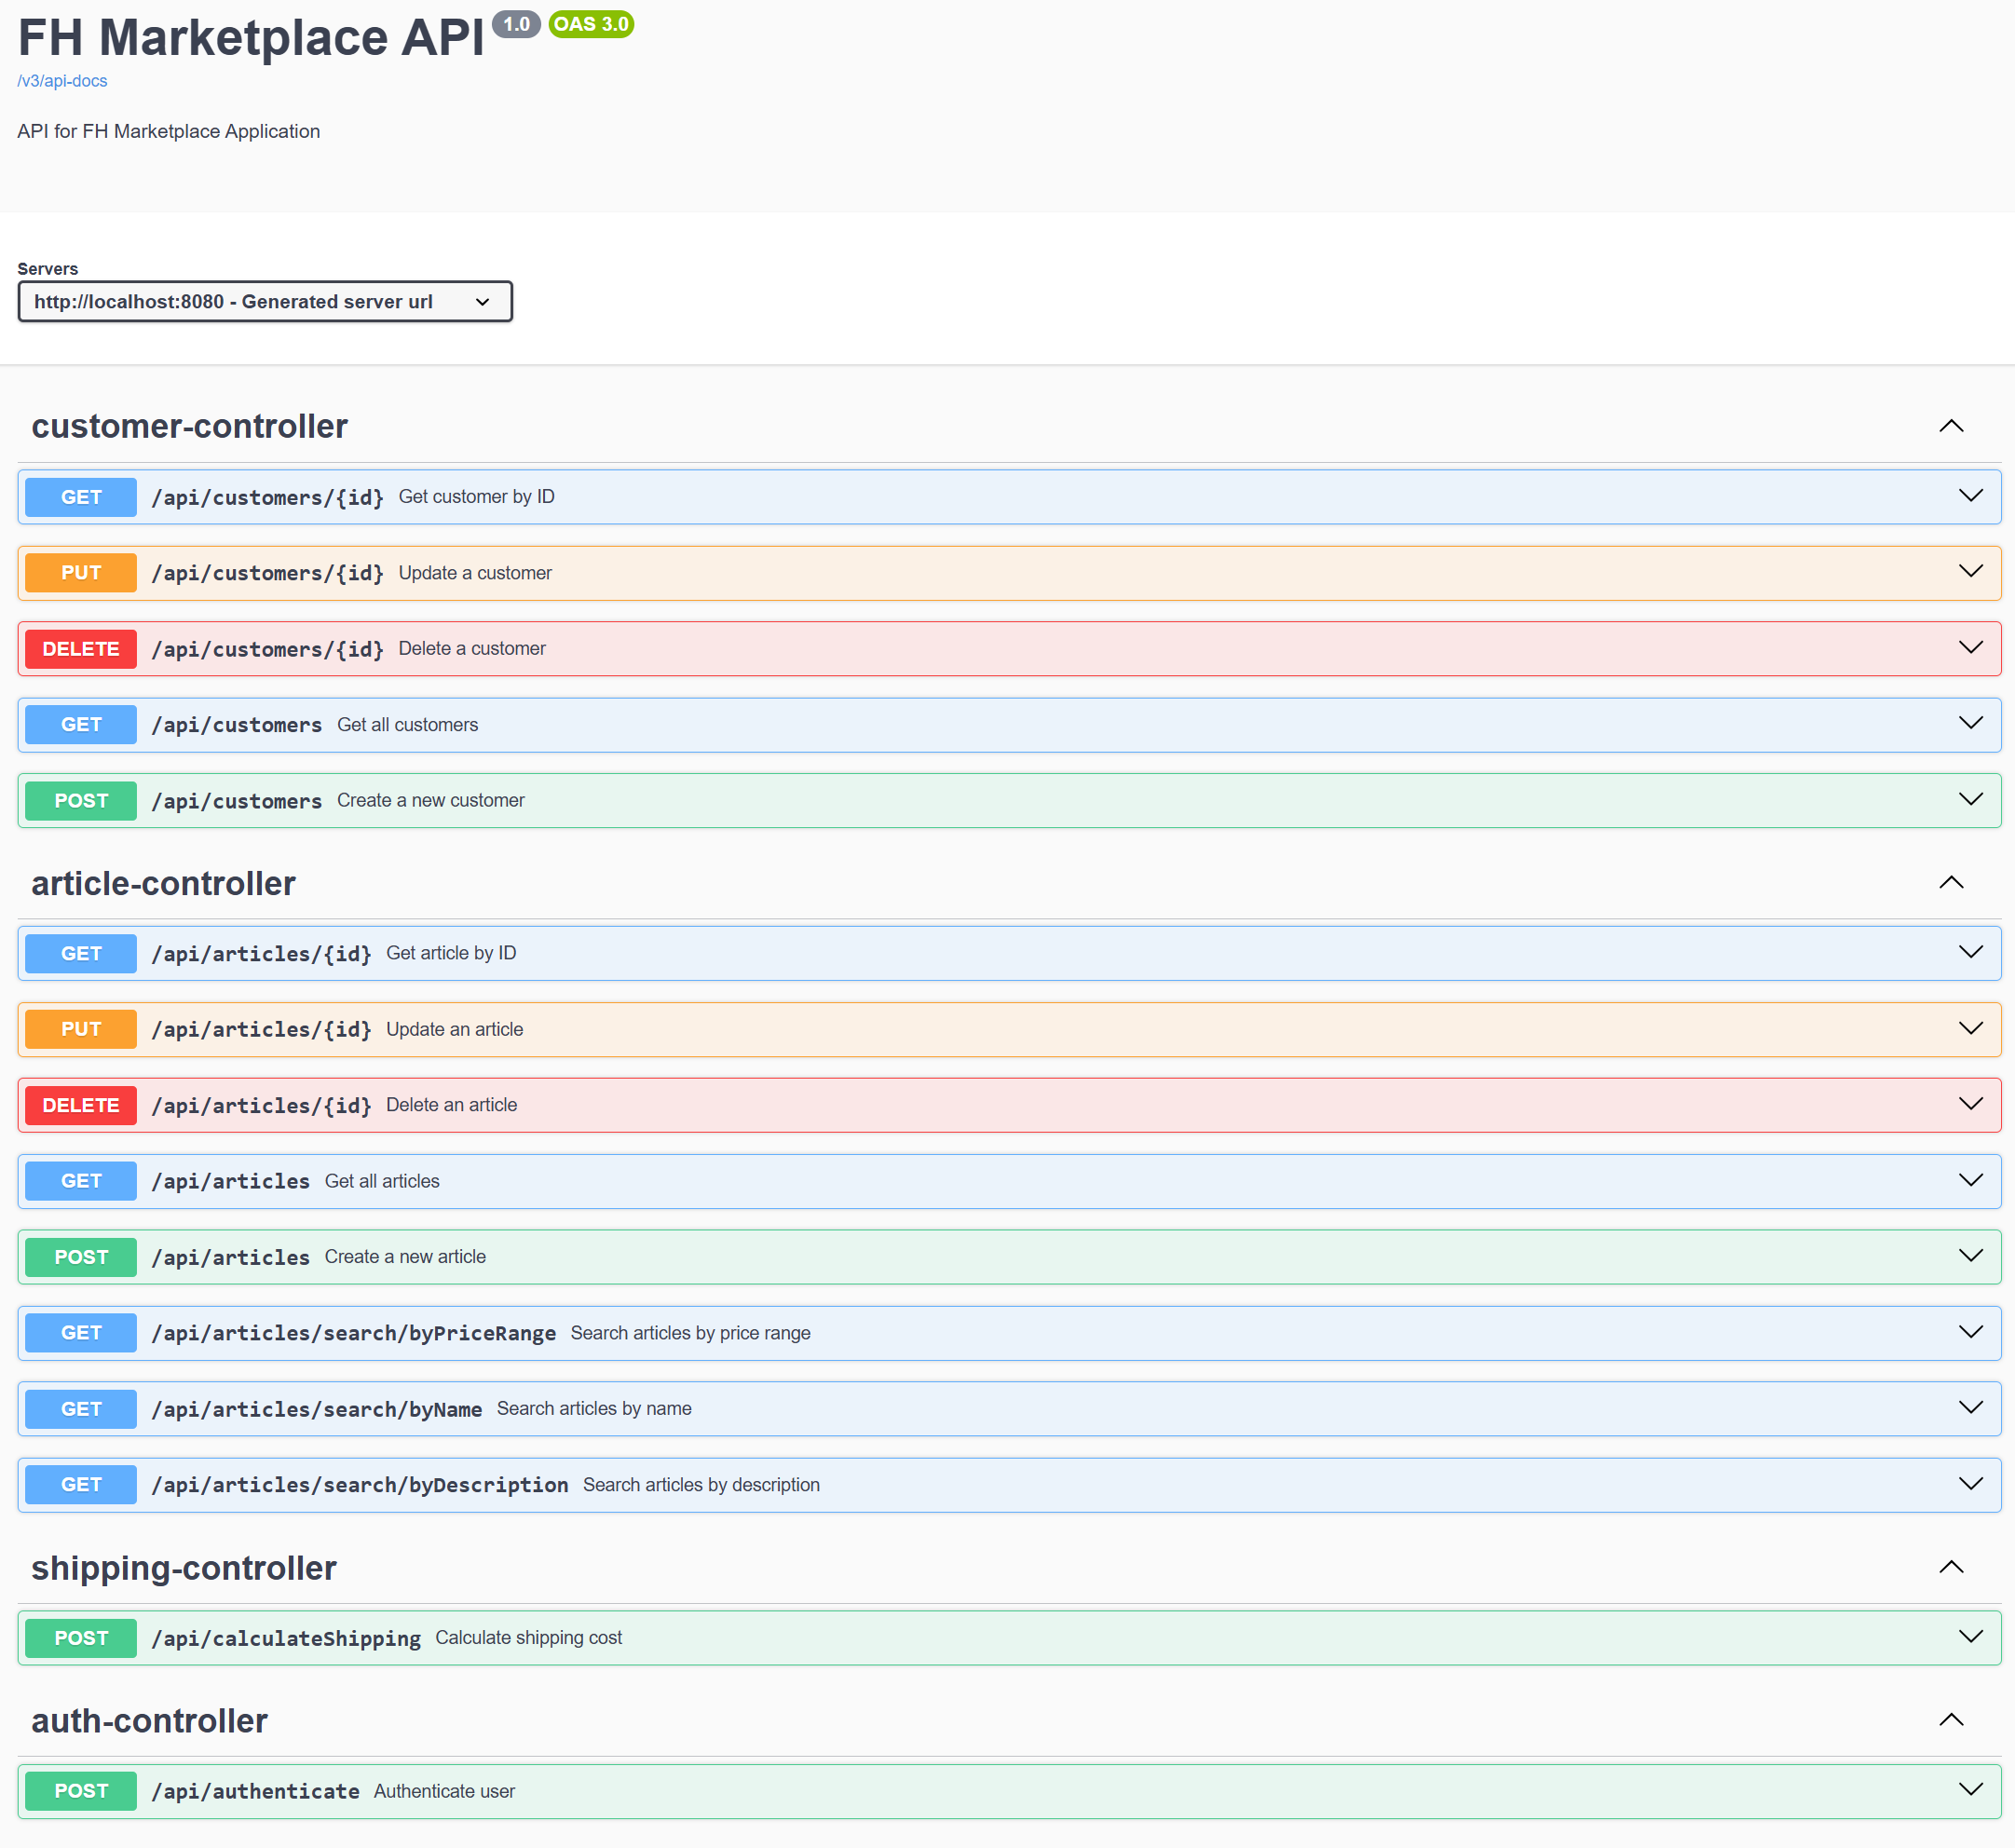 FH Marketplace API 1.0 OAS 3.0
/v3/api-docs
API for FH Marketplace Application
Servers
http://localhost:8080 - Generated server url
customer-controller
GET /api/customers/{id} Get customer by ID
PUT /api/customers/{id} Update a customer
DELETE /api/customers/{id} Delete a customer
GET /api/customers Get all customers
POST /api/customers Create a new customer
article-controller
GET /api/articles/{id} Get article by ID
PUT /api/articles/{id} Update an article
DELETE /api/articles/{id} Delete an article
GET /api/articles Get all articles
POST /api/articles Create a new article
GET /api/articles/search/byPriceRange Search articles by price range
GET /api/articles/search/byName Search articles by name
GET /api/articles/search/byDescription Search articles by description
shipping-controller
POST /api/calculateShipping Calculate shipping cost
auth-controller
POST /api/authenticate Authenticate user